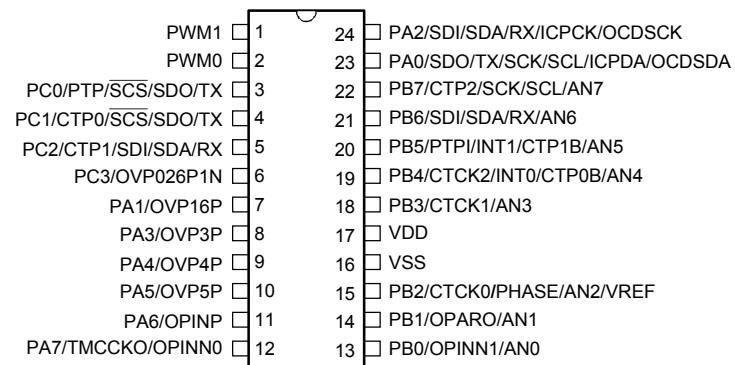 PWM1 1 24 PA2/SDI/SDA/RX/ICPCK/OCDSCK
PWM0 2 23 PA0/SDO/TX/SCK/SCL/ICPDA/OCDSDA
PC0/PTP/SCS/SDO/TX 3 22 PB7/CTP2/SCK/SCL/AN7
PC1/CTP0/SCS/SDO/TX 4 21 PB6/SDI/SDA/RX/AN6
PC2/CTP1/SDI/SDA/RX 5 20 PB5/PTPI/INT1/CTP1B/AN5
PC3/OVP026P1N 6 19 PB4/CTCK2/INT0/CTP0B/AN4
PA1/OVP16P 7 18 PB3/CTCK1/AN3
PA3/OVP3P 8 17 VDD
PA4/OVP4P 9 16 VSS
PA5/OVP5P 10 15 PB2/CTCK0/PHASE/AN2/VREF
PA6/OPINP 11 14 PB1/OPARO/AN1
PA7/TMCCKO/OPINN0 12 13 PB0/OPINN1/AN0